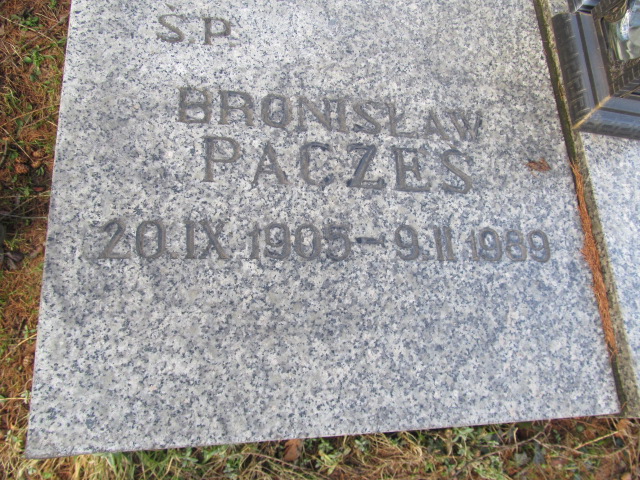 Ś.P.
BRONISŁAW
PACZEŚ
20.IX.1905-9.II.1989